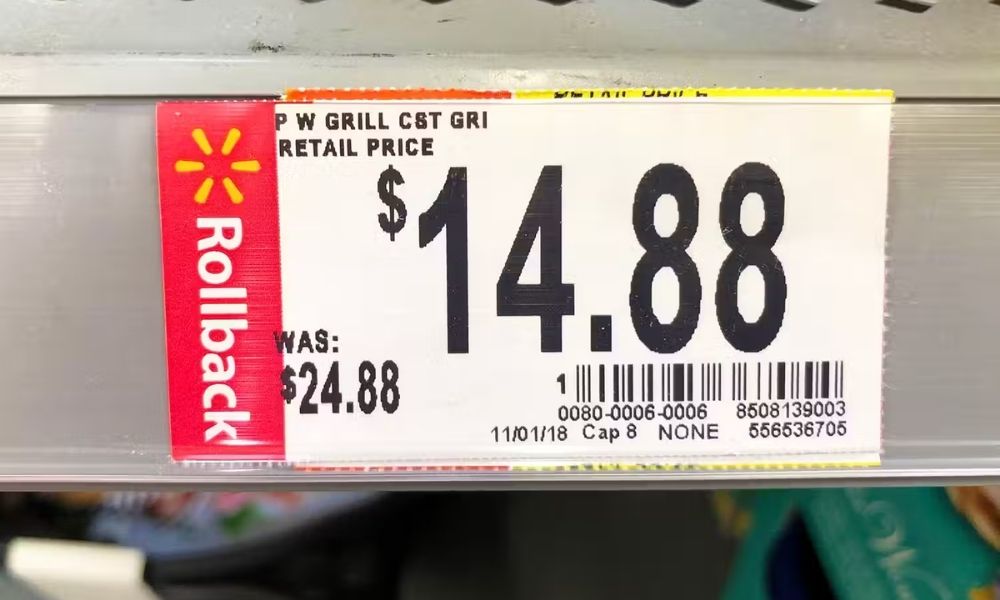 P W GRILL CST GRI
RETAIL PRICE
$14.88
Rollback
WAS:
$24.88
1
0080-0006-0006 8508139003
11/01/18 Cap 8 NONE 556536705